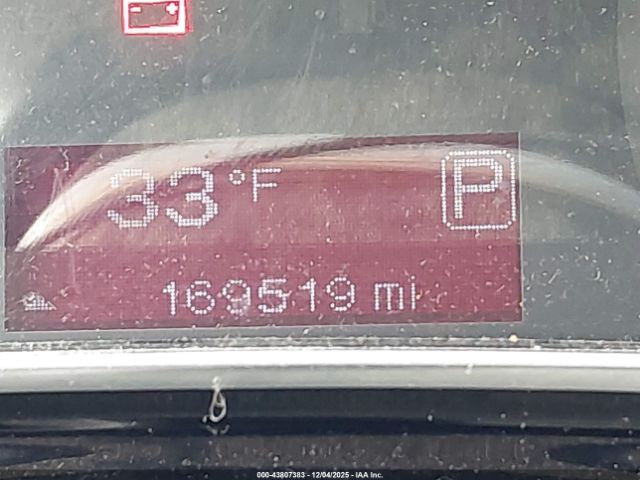 - +
33 °F
P
169519 mi
000-43807383 - 12/04/2025 - IAA Inc.